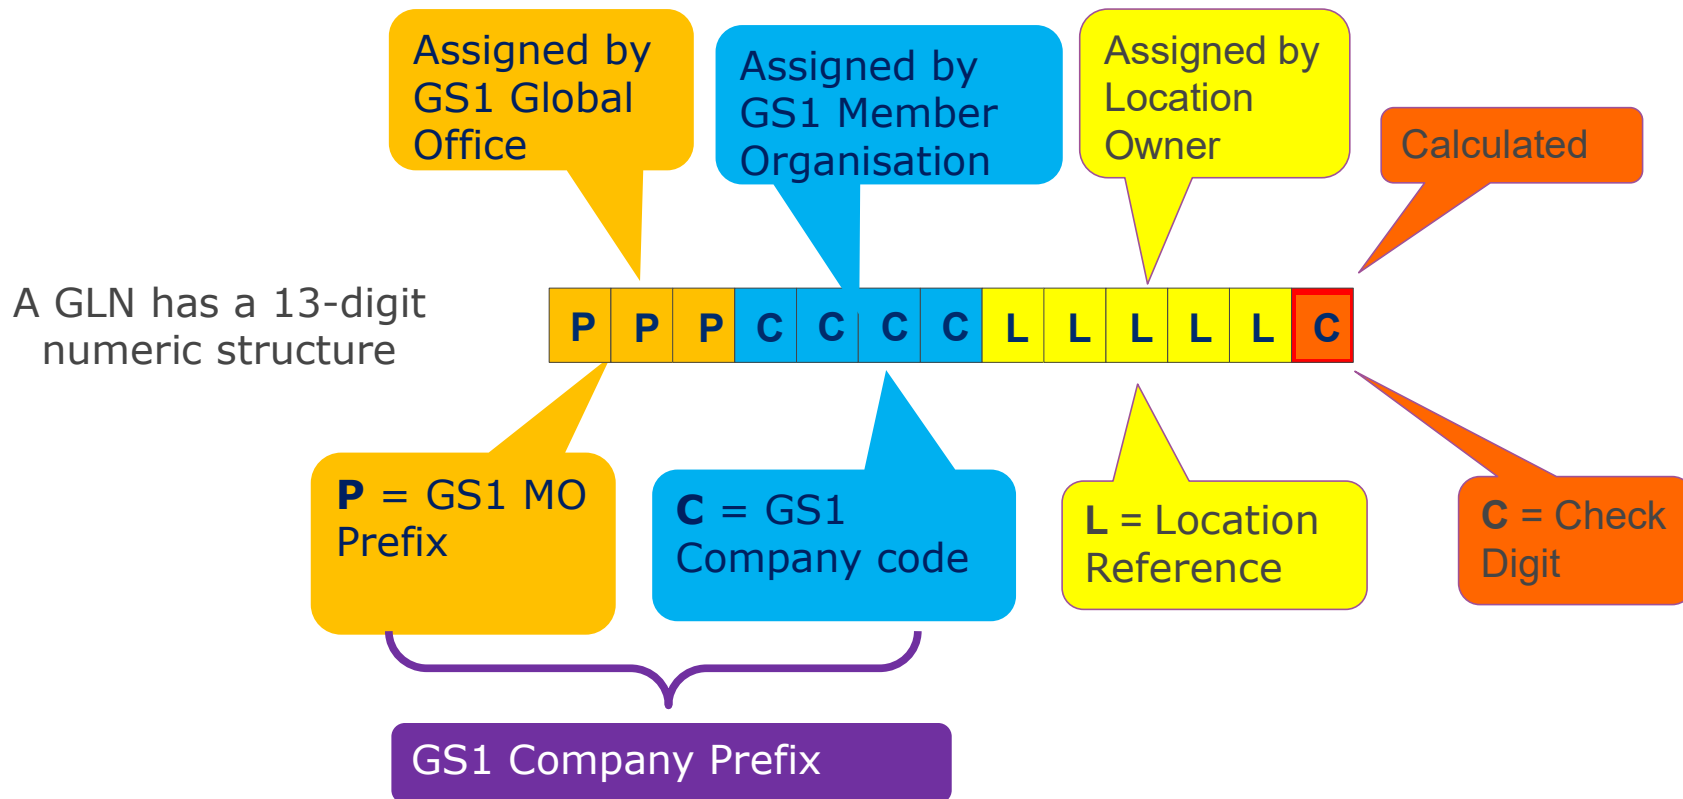 Assigned by
GS1 Global
Office
Assigned by
GS1 Member
Organisation
Assigned by
Location
Owner
Calculated
A GLN has a 13-digit
numeric structure
P P P C C C C L L L L L C
P = GS1 MO
Prefix
C = GS1
Company code
L = Location
Reference
C = Check
Digit
GS1 Company Prefix